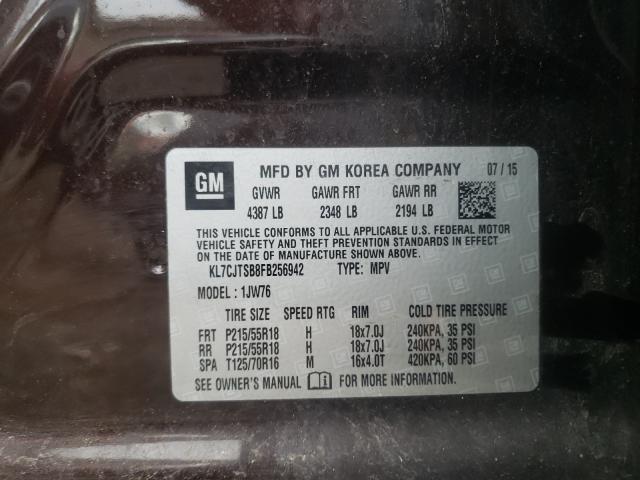 GM MFD BY GM KOREA COMPANY 07 / 15
GVWR GAWR FRT GAWR RR
4387 LB 2348 LB 2194 LB
THIS VEHICLE CONFORMS TO ALL APPLICABLE U.S. FEDERAL MOTOR
VEHICLE SAFETY AND THEFT PREVENTION STANDARDS IN EFFECT
ON THE DATE OF MANUFACTURE SHOWN ABOVE.
KL7CJTSB8FB256942 TYPE: MPV
MODEL : 1JW76
TIRE SIZE SPEED RTG RIM COLD TIRE PRESSURE
FRT P215/55R18 H 18x7.0J 240KPA, 35 PSI
RR P215/55R18 H 18x7.0J 240KPA, 35 PSI
SPA T125/70R16 M 16x4.0T 420KPA, 60 PSI
SEE OWNER'S MANUAL FOR MORE INFORMATION.